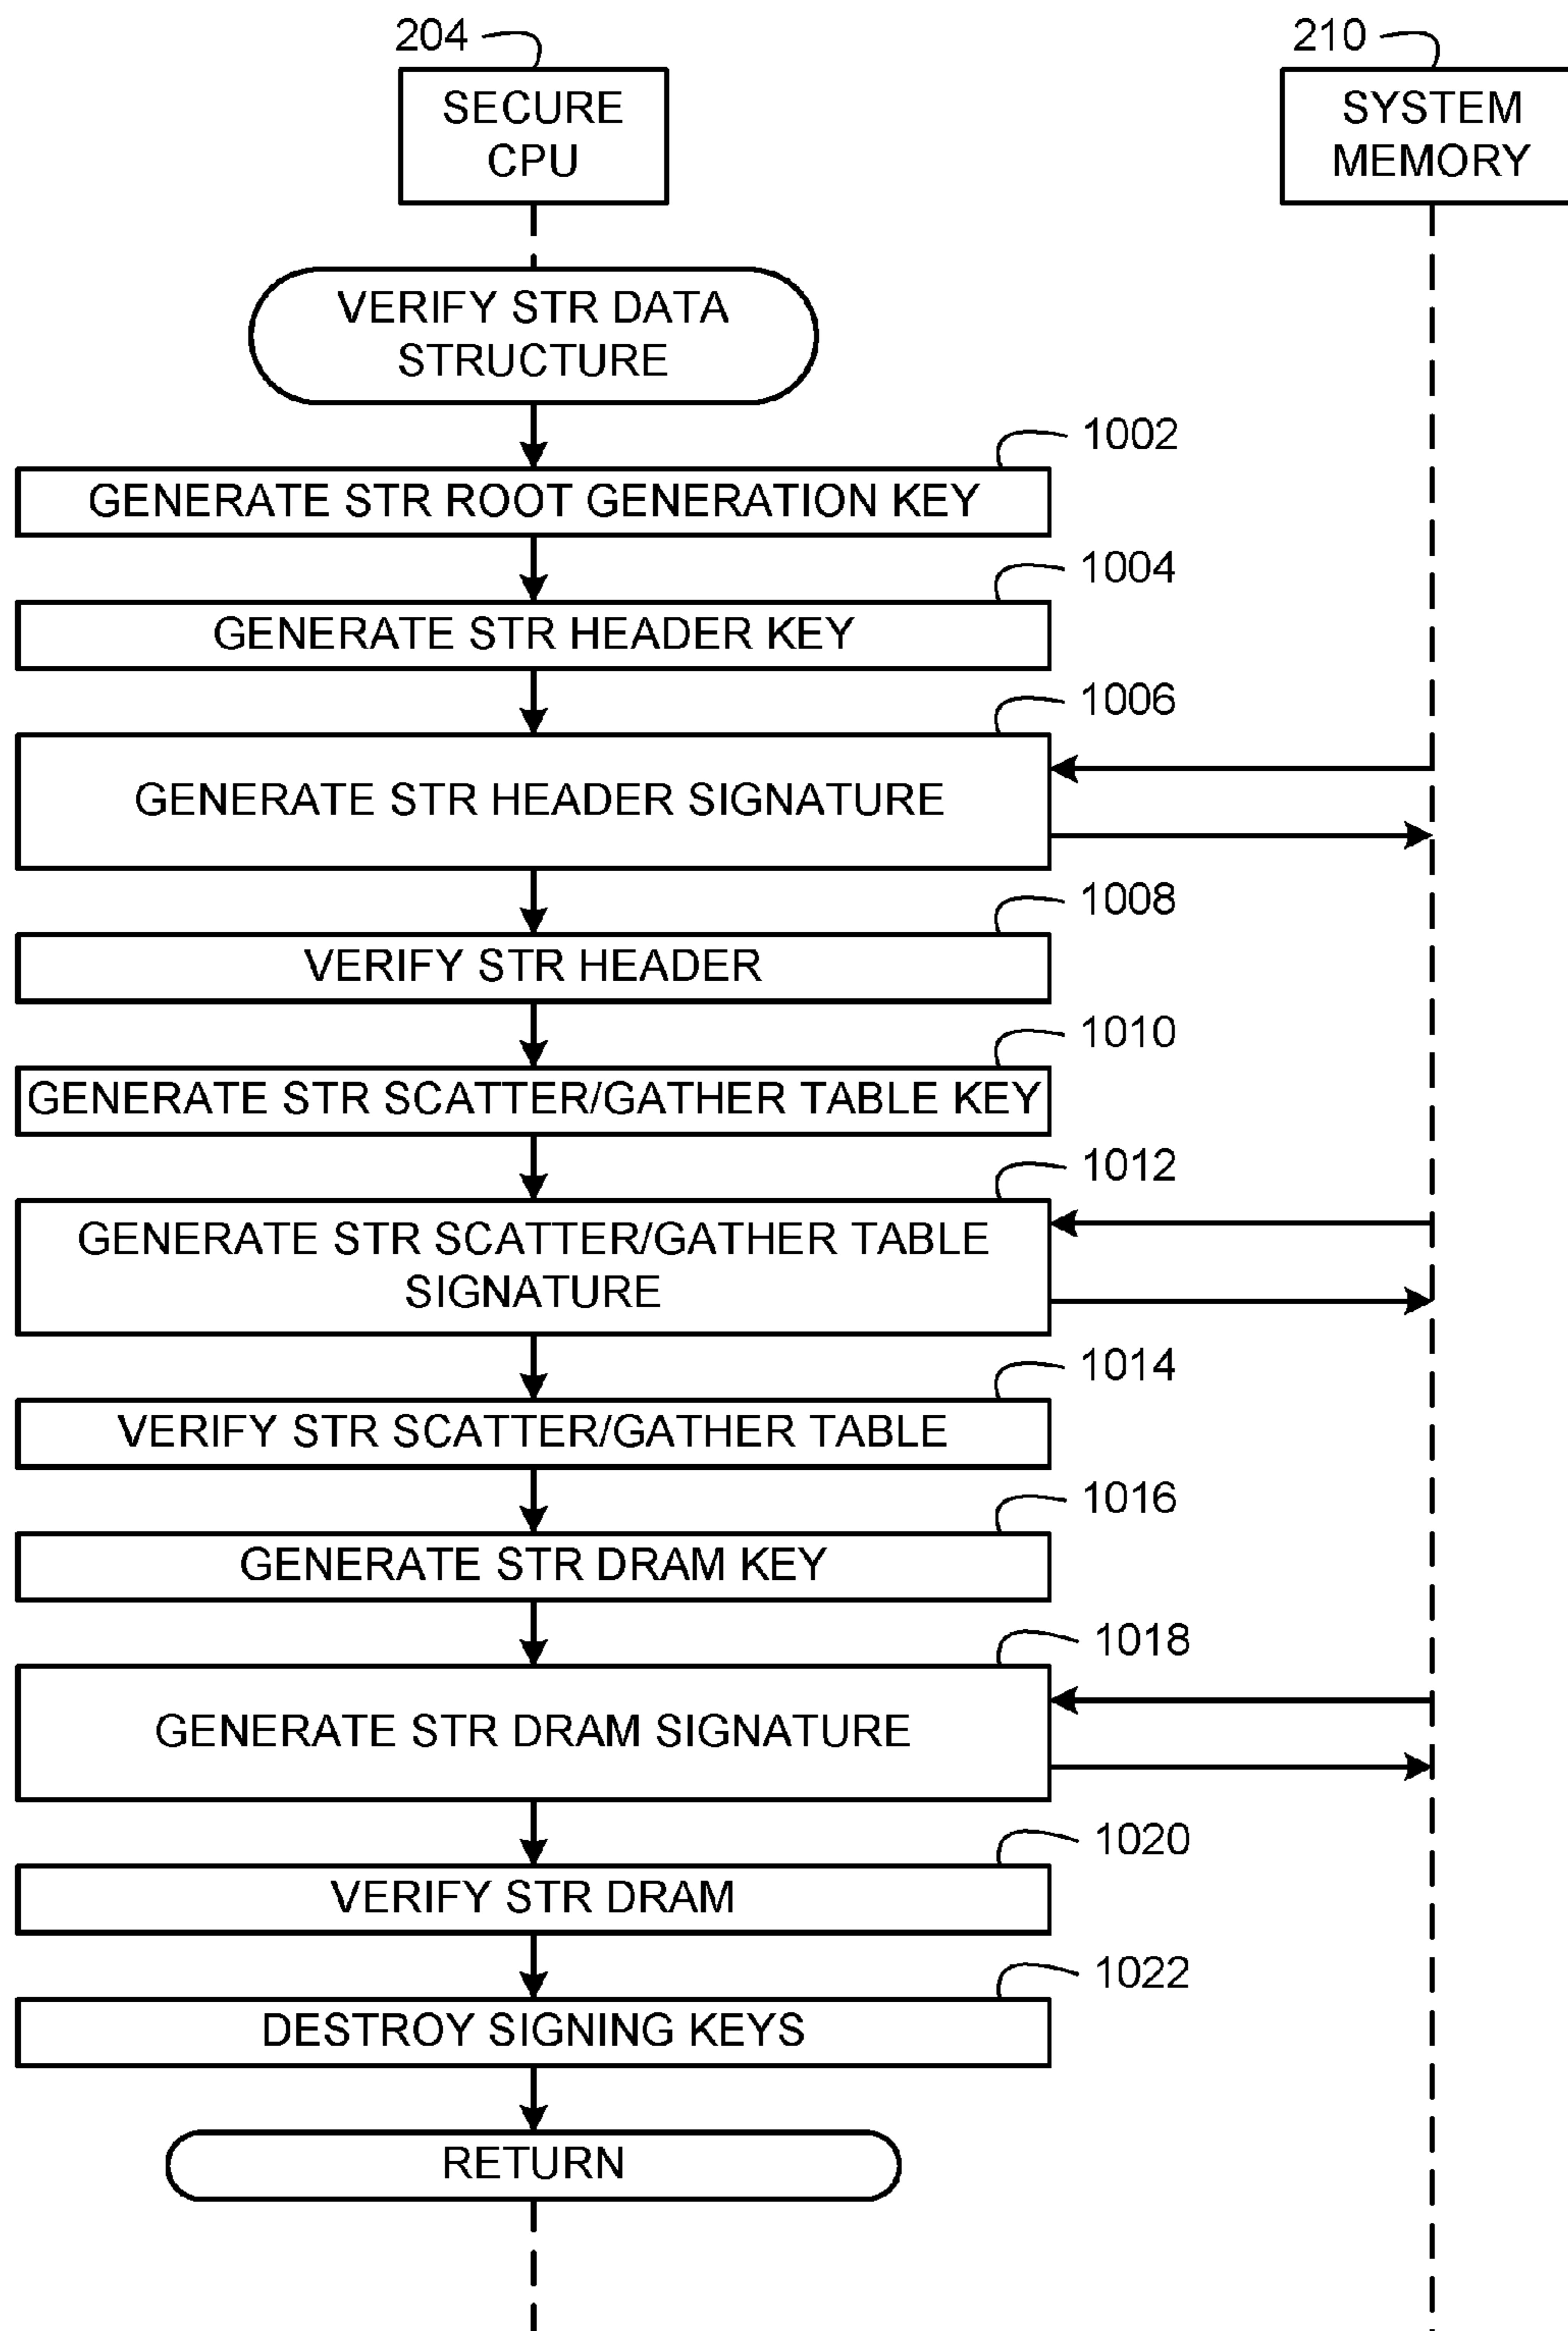 204
210
SECURE
CPU
SYSTEM
MEMORY
VERIFY STR DATA
STRUCTURE
1002
GENERATE STR ROOT GENERATION KEY
1004
GENERATE STR HEADER KEY
1006
GENERATE STR HEADER SIGNATURE
1008
VERIFY STR HEADER
1010
GENERATE STR SCATTER/GATHER TABLE KEY
1012
GENERATE STR SCATTER/GATHER TABLE
SIGNATURE
1014
VERIFY STR SCATTER/GATHER TABLE
1016
GENERATE STR DRAM KEY
1018
GENERATE STR DRAM SIGNATURE
1020
VERIFY STR DRAM
1022
DESTROY SIGNING KEYS
RETURN